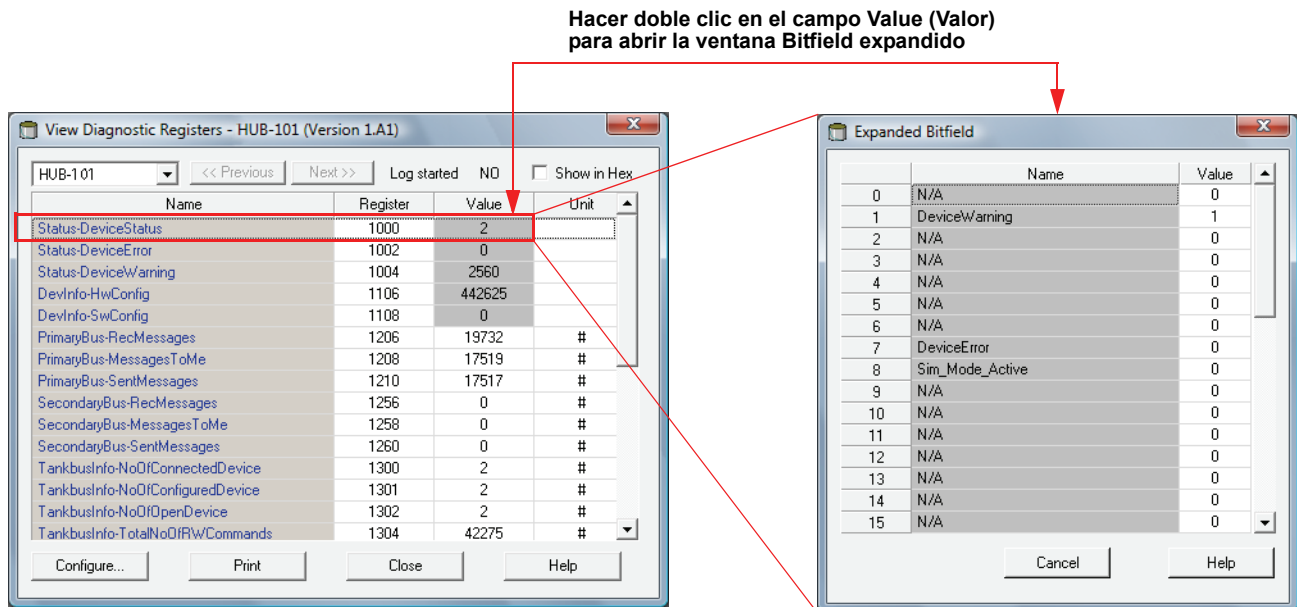 Hacer doble clic en el campo Value (Valor)
para abrir la ventana Bitfield expandido
View Diagnostic Registers - HUB-101 (Version 1.A1)
HUB-101 << Previous Next >> Log started NO Show in Hex
Name Register Value Unit
Status-DeviceStatus 1000 2
Status-DeviceError 1002 0
Status-DeviceWarning 1004 2560
DevInfo-HwConfig 1106 442625
DevInfo-SwConfig 1108 0
PrimaryBus-RecMessages 1206 19732 #
PrimaryBus-MessagesToMe 1208 17519 #
PrimaryBus-SentMessages 1210 17517 #
SecondaryBus-RecMessages 1256 0 #
SecondaryBus-MessagesToMe 1258 0 #
SecondaryBus-SentMessages 1260 0 #
TankbusInfo-NoOfConnectedDevice 1300 2 #
TankbusInfo-NoOfConfiguredDevice 1301 2 #
TankbusInfo-NoOfOpenDevice 1302 2 #
TankbusInfo-TotalNoOfRWCommands 1304 42275 #
Configure... Print Close Help
Expanded Bitfield
Name Value
0 N/A 0
1 DeviceWarning 1
2 N/A 0
3 N/A 0
4 N/A 0
5 N/A 0
6 N/A 0
7 DeviceError 0
8 Sim_Mode_Active 0
9 N/A 0
10 N/A 0
11 N/A 0
12 N/A 0
13 N/A 0
14 N/A 0
15 N/A 0
Cancel Help